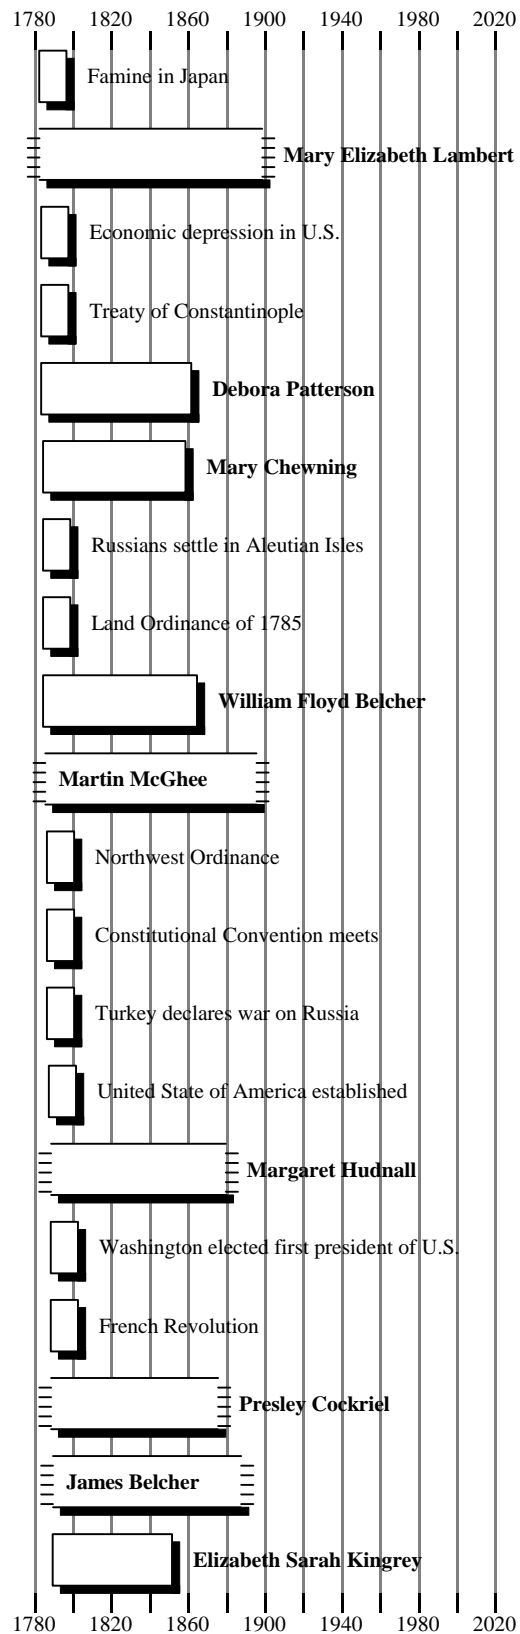 1780 1820 1860 1900 1940 1980 2020
Famine in Japan
Mary Elizabeth Lambert
Economic depression in U.S.
Treaty of Constantinople
Debora Patterson
Mary Chewning
Russians settle in Aleutian Isles
Land Ordinance of 1785
William Floyd Belcher
Martin McGhee
Northwest Ordinance
Constitutional Convention meets
Turkey declares war on Russia
United State of America established
Margaret Hudnall
Washington elected first president of U.S.
French Revolution
Presley Cockriel
James Belcher
Elizabeth Sarah Kingrey
1780 1820 1860 1900 1940 1980 2020